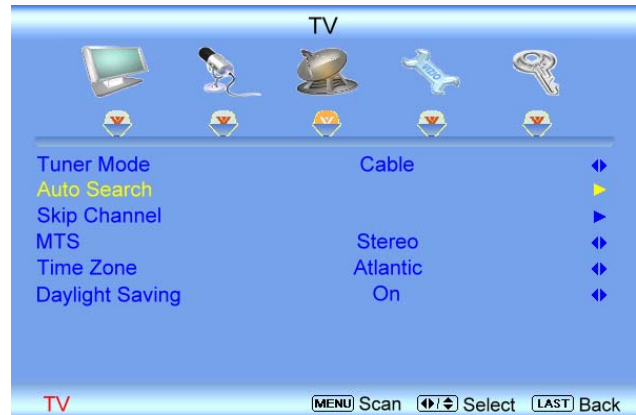 TV
VIZIO
Tuner Mode Cable
Auto Search
Skip Channel
MTS Stereo
Time Zone Atlantic
Daylight Saving On
TV MENU Scan Select LAST Back